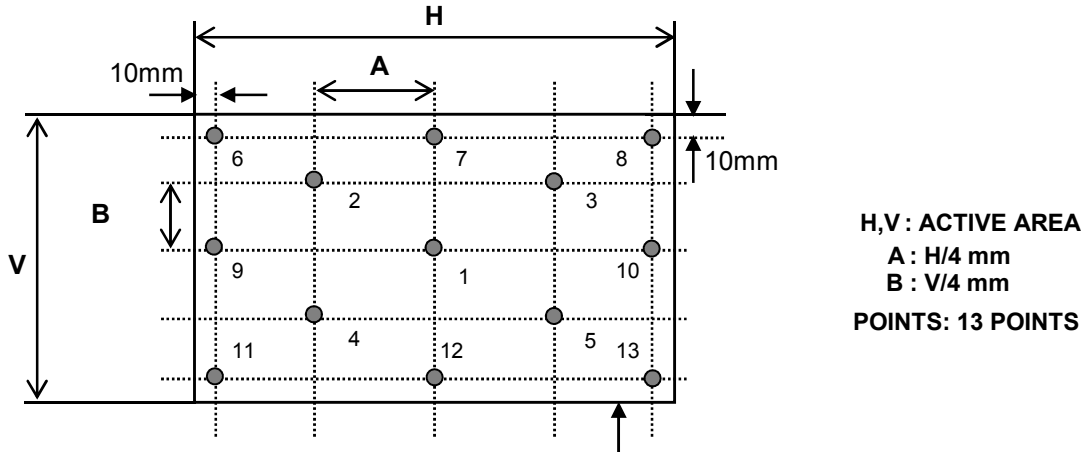 H
10mm
A
6
7
8
10mm
2
3
B
H,V : ACTIVE AREA
V
9
1
10
A : H/4 mm
B : V/4 mm
POINTS: 13 POINTS
4
5
11
12
13